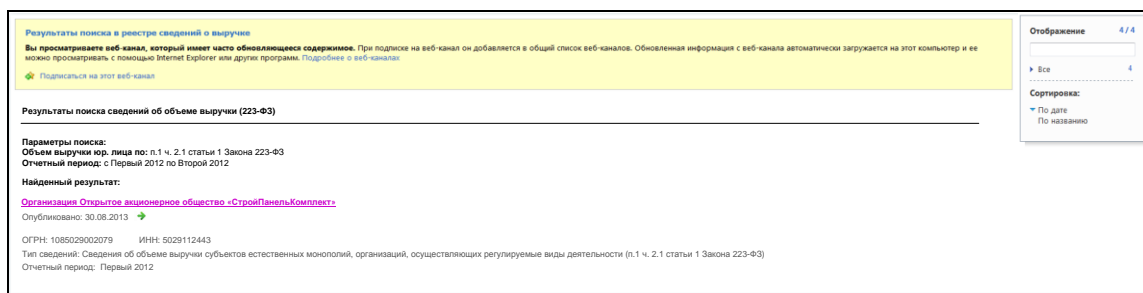 Результаты поиска в реестре сведений о выручке
Вы просматриваете веб-канал, который имеет часто обновляющееся содержимое. При подписке на веб-канал он добавляется в общий список веб-каналов. Обновленная информация с веб-канала автоматически загружается на этот компьютер и ее
можно просматривать с помощью Internet Explorer или других программ. Подробнее о веб-каналах
Подписаться на этот веб-канал
Результаты поиска сведений об объеме выручки (223-ФЗ)
Параметры поиска:
Объем выручки юр. лица по: п.1 ч. 2.1 статьи 1 Закона 223-ФЗ
Отчетный период: с Первый 2012 по Второй 2012
Найденный результат:
Организация Открытое акционерное общество «СтройПанельКомплект»
Опубликовано: 30.08.2013
ОГРН: 1085029002079 ИНН: 5029112443
Тип сведений: Сведения об объеме выручки субъектов естественных монополий, организаций, осуществляющих регулируемые виды деятельности (п.1 ч. 2.1 статьи 1 Закона 223-ФЗ)
Отчетный период: Первый 2012
Отображение 4 / 4
Все 4
Сортировка:
По дате
По названию